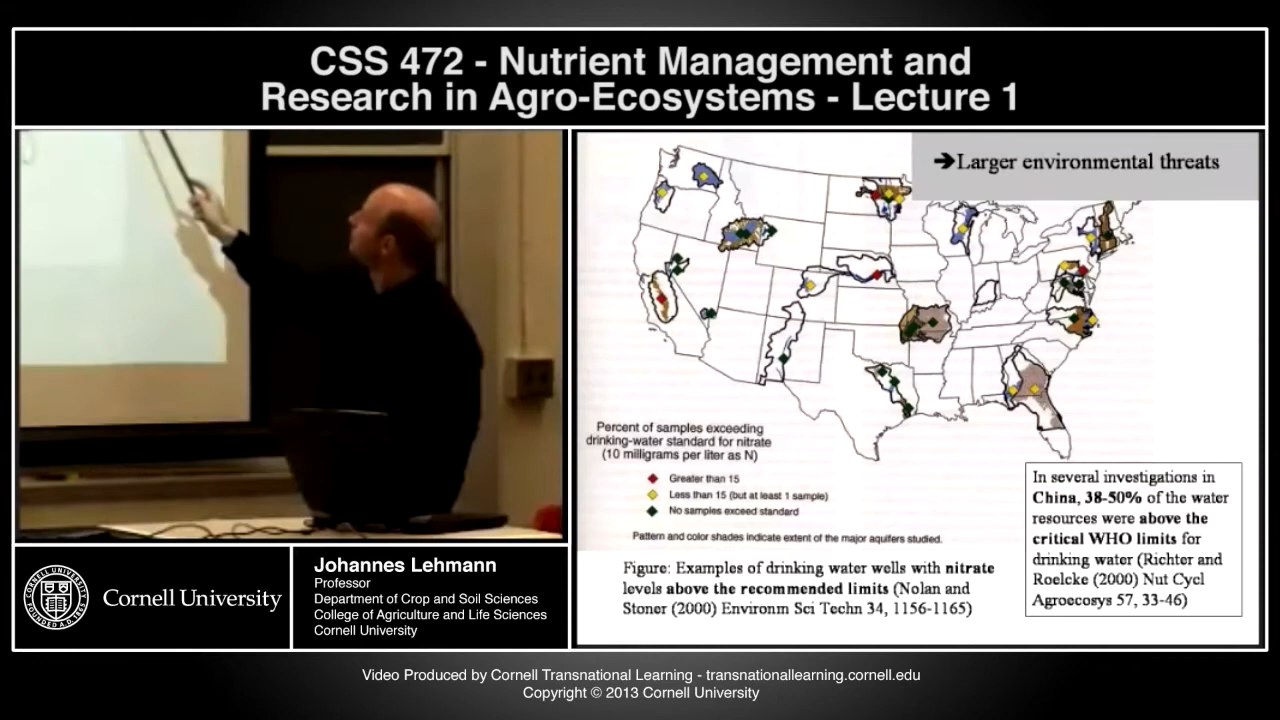 CSS 472 - Nutrient Management and
Research in Agro-Ecosystems - Lecture 1
➔Larger environmental threats
Percent of samples exceeding
drinking-water standard for nitrate
(10 milligrams per liter as N)
Greater than 15
Less than 15 (but at least 1 sample)
No samples exceed standard
Pattern and color shades indicate extent of the major aquifers studied.
In several investigations in
China, 38-50% of the water
resources were above the
critical WHO limits for
drinking water (Richter and
Roelcke (2000) Nut Cycl
Agroecosys 57, 33-46)
Figure: Examples of drinking water wells with nitrate
levels above the recommended limits (Nolan and
Stoner (2000) Environm Sci Techn 34, 1156-1165)
CORNELL UNIVERSITY
FOUNDED A.D.
Cornell University
Johannes Lehmann
Professor
Department of Crop and Soil Sciences
College of Agriculture and Life Sciences
Cornell University
Video Produced by Cornell Transnational Learning - transnationallearning.cornell.edu
Copyright © 2013 Cornell University